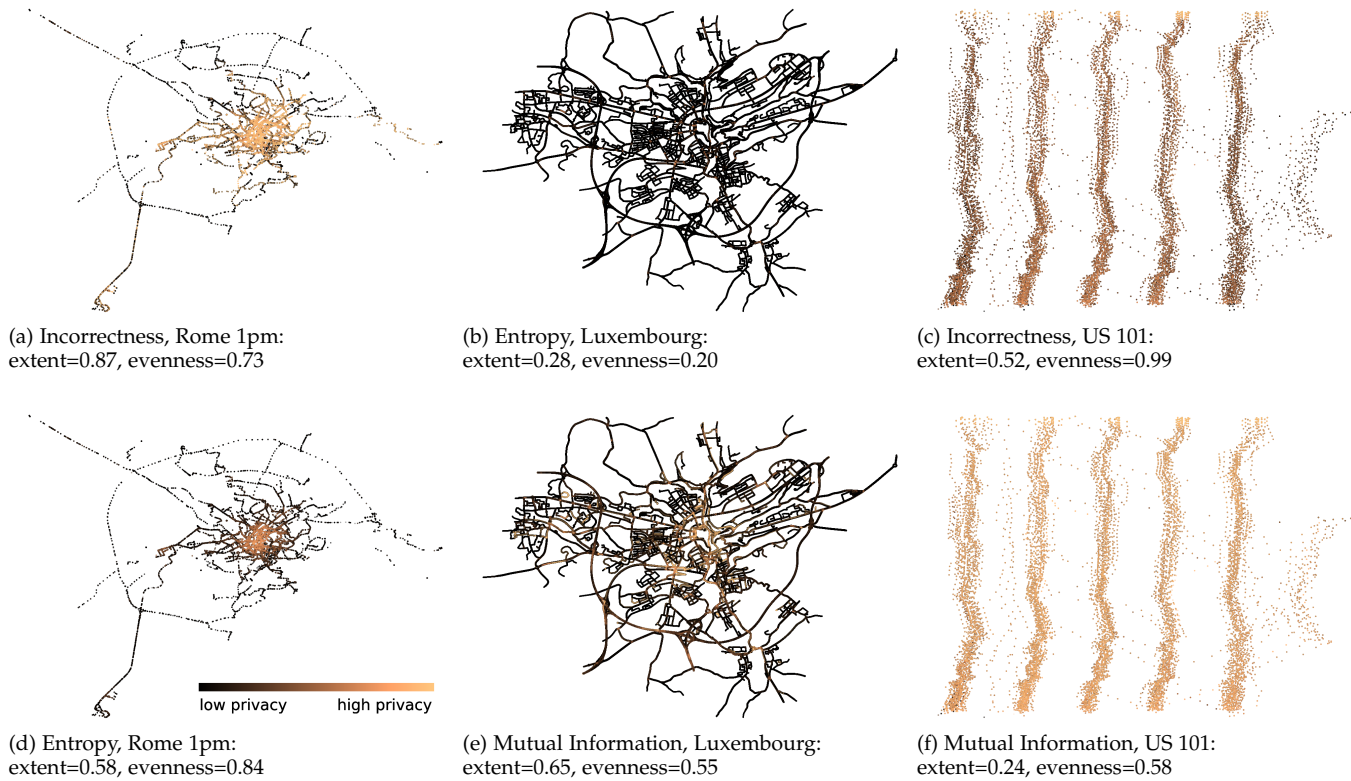 (a) Incorrectness, Rome 1pm:
extent=0.87, evenness=0.73
(b) Entropy, Luxembourg:
extent=0.28, evenness=0.20
(c) Incorrectness, US 101:
extent=0.52, evenness=0.99
low privacy high privacy
(d) Entropy, Rome 1pm:
extent=0.58, evenness=0.84
(e) Mutual Information, Luxembourg:
extent=0.65, evenness=0.55
(f) Mutual Information, US 101:
extent=0.24, evenness=0.58